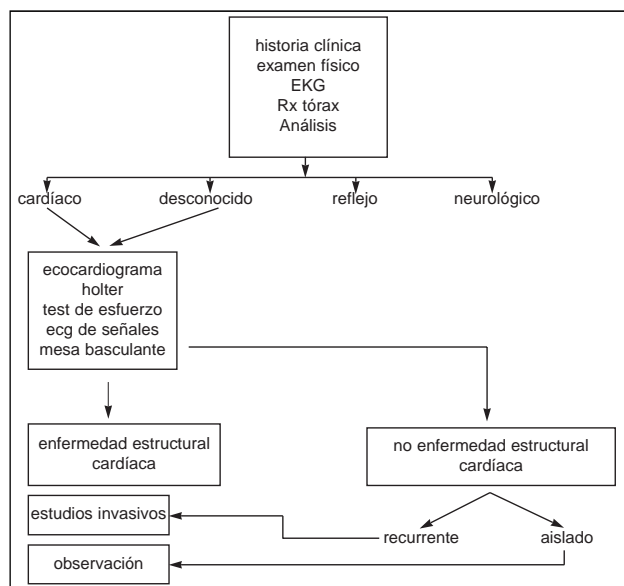 historia clínica
examen físico
EKG
Rx tórax
Análisis
cardíaco
desconocido
reflejo
neurológico
ecocardiograma
holter
test de esfuerzo
ecg de señales
mesa basculante
enfermedad estructural
cardíaca
no enfermedad estructural
cardíaca
estudios invasivos
recurrente
aislado
observación